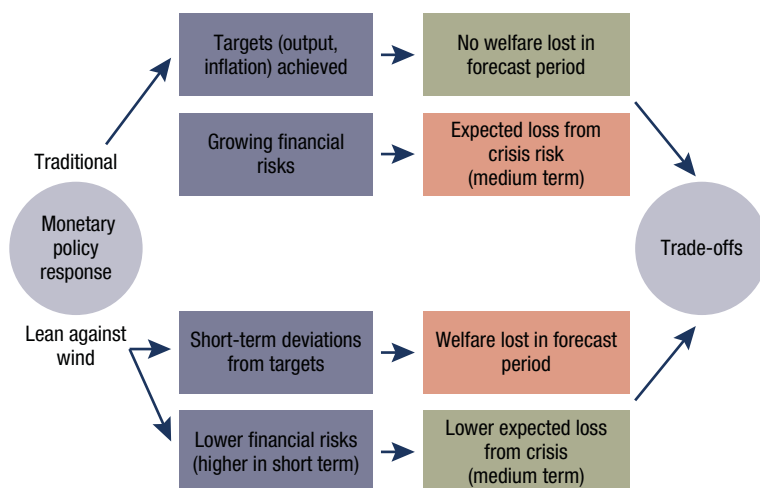 Targets (output,
inflation) achieved
No welfare lost in
forecast period
Traditional
Growing financial
risks
Expected loss from
crisis risk
(medium term)
Monetary
policy
response
Trade-offs
Lean against
wind
Short-term deviations
from targets
Welfare lost in forecast
period
Lower financial risks
(higher in short term)
Lower expected loss
from crisis
(medium term)